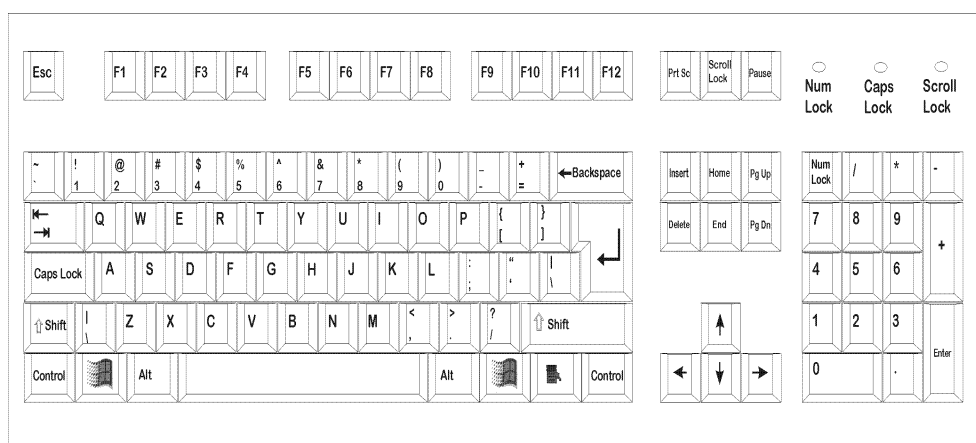 Esc F1 F2 F3 F4 F5 F6 F7 F8 F9 F10 F11 F12 Prt Sc Scroll Lock Pause
Num Lock Caps Lock Scroll Lock
~ ` ! 1 @ 2 # 3 $ 4 % 5 ^ 6 & 7 * 8 ( 9 ) 0 _ - + = Backspace Insert Home Pg Up Num Lock / * -
Q W E R T Y U I O P { [ } ] Delete End Pg Dn 7 8 9 +
Caps Lock A S D F G H J K L : ; “ ‘ | \ 4 5 6
Shift | \ Z X C V B N M < , > . ? / Shift 1 2 3 Enter
Control Alt Alt Control 0 .